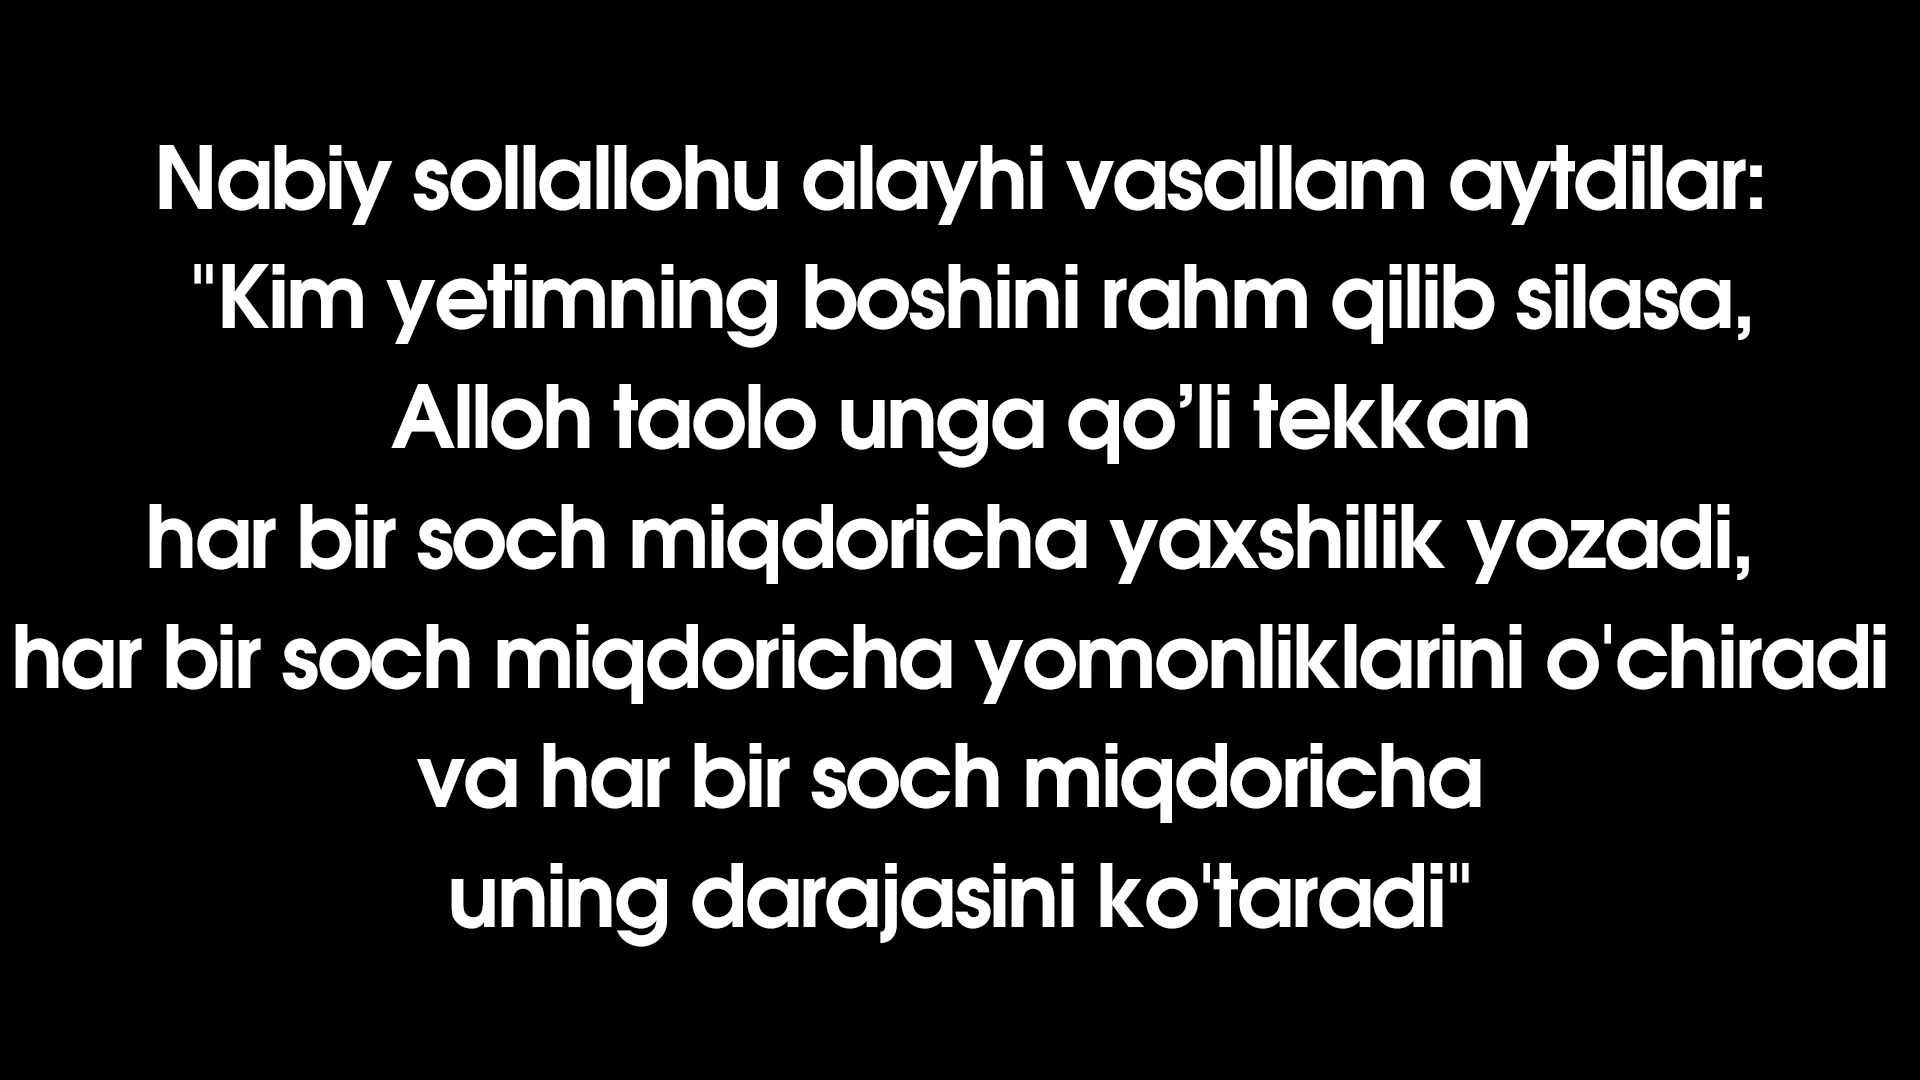 Nabiy sollallohu alayhi vasallam aytdilar:
"Kim yetimning boshini rahm qilib silasa,
Alloh taolo unga qo’li tekkan
har bir soch miqdoricha yaxshilik yozadi,
har bir soch miqdoricha yomonliklarini o'chiradi
va har bir soch miqdoricha
uning darajasini ko'taradi"